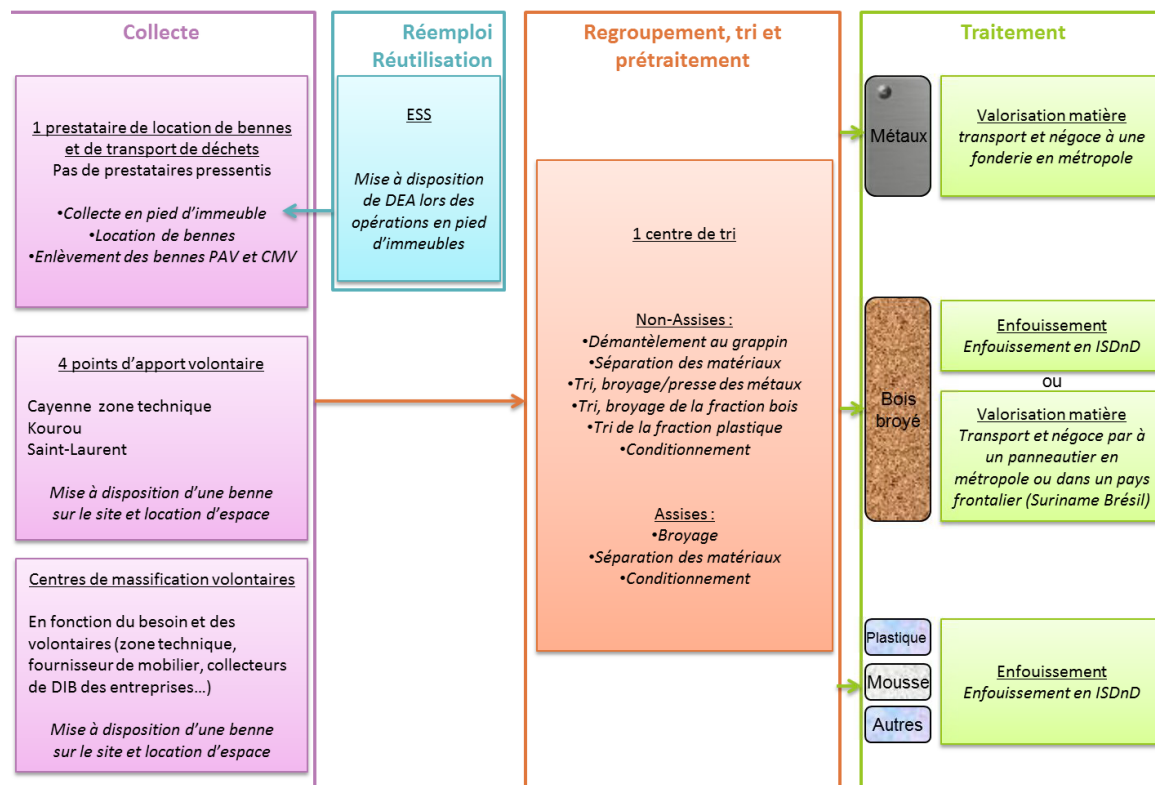 Collecte
1 prestataire de location de bennes
et de transport de déchets
Pas de prestataires pressentis
•Collecte en pied d'immeuble
•Location de bennes
•Enlèvement des bennes PAV et CMV
4 points d'apport volontaire
Cayenne zone technique
Kourou
Saint-Laurent
Mise à disposition d'une benne
sur le site et location d'espace
Centres de massification volontaires
En fonction du besoin et des
volontaires (zone technique,
fournisseur de mobilier, collecteurs
de DIB des entreprises...)
Mise à disposition d'une benne
sur le site et location d'espace
Réemploi
Réutilisation
ESS
Mise à disposition
de DEA lors des
opérations en pied
d'immeubles
Regroupement, tri et
prétraitement
1 centre de tri
Non-Assises :
•Démantèlement au grappin
•Séparation des matériaux
•Tri, broyage/presse des métaux
•Tri, broyage de la fraction bois
•Tri de la fraction plastique
•Conditionnement
Assises :
•Broyage
•Séparation des matériaux
•Conditionnement
Traitement
Métaux
Valorisation matière
transport et négoce à une
fonderie en métropole
Bois
broyé
Enfouissement
Enfouissement en ISDnD
ou
Valorisation matière
Transport et négoce par à
un panneautier en
métropole ou dans un pays
frontalier (Suriname Brésil)
Plastique
Mousse
Autres
Enfouissement
Enfouissement en ISDnD